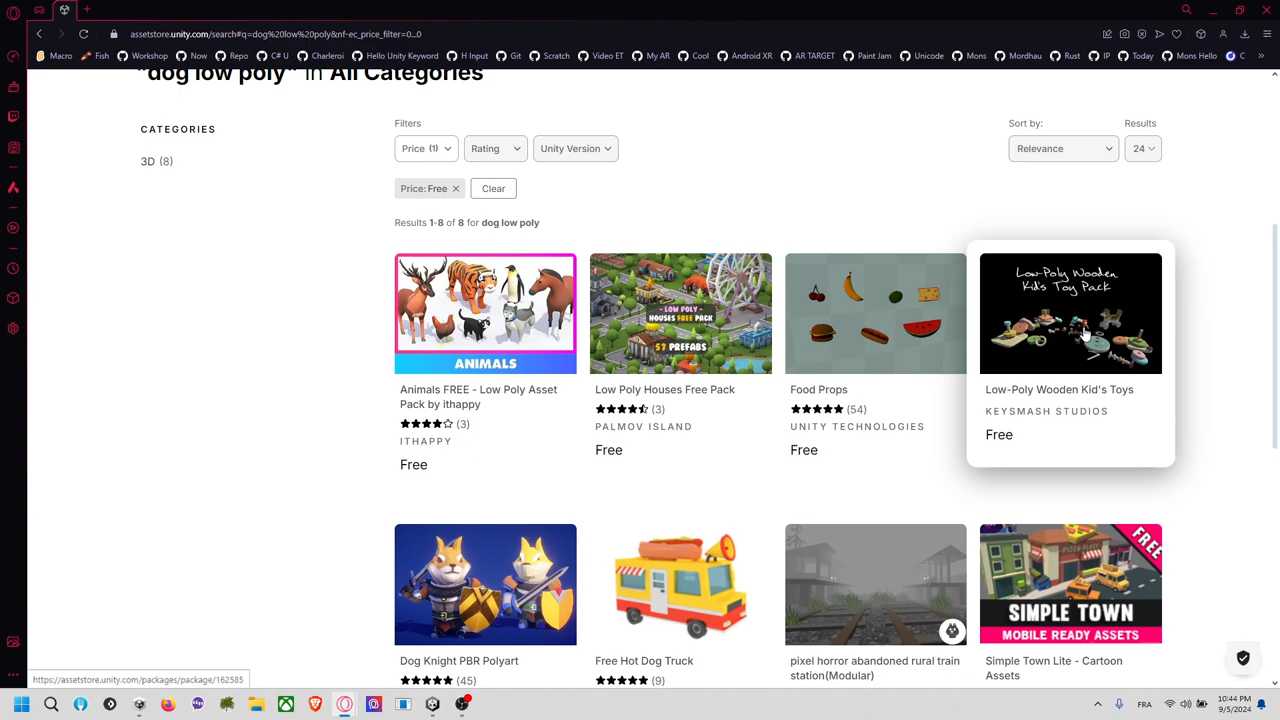 assetstore.unity.com/search#q=dog%20low%20poly&nf-ec_price_filter=0...0
Macro
Fish
Workshop
Now
Repo
C# U
Charleroi
Hello Unity Keyword
H Input
Git
Scratch
Video ET
My AR
Cool
Android XR
AR TARGET
Paint Jam
Unicode
Mons
Mordhau
Rust
IP
Today
Mons Hello
C
"dog low poly" in All Categories
CATEGORIES
3D (8)
Filters
Sort by:
Results
Price (1)
Rating
Unity Version
Relevance
24
Price: Free
Clear
Results 1-8 of 8 for dog low poly
ANIMALS
- LOW POLY -
HOUSES FREE PACK
57 PREFABS
Low-Poly Wooden
Kid's Toy Pack
Animals FREE - Low Poly Asset
Pack by ithappy
(3)
ITHAPPY
Free
Low Poly Houses Free Pack
(3)
PALMOV ISLAND
Free
Food Props
(54)
UNITY TECHNOLOGIES
Free
Low-Poly Wooden Kid's Toys
KEYSMASH STUDIOS
Free
PIZZA PLACE
FREE
SIMPLE TOWN
MOBILE READY ASSETS
Dog Knight PBR Polyart
(45)
Free Hot Dog Truck
(9)
pixel horror abandoned rural train
station(Modular)
Simple Town Lite - Cartoon
Assets
https://assetstore.unity.com/packages/package/162585
FRA
10:44 PM
9/5/2024